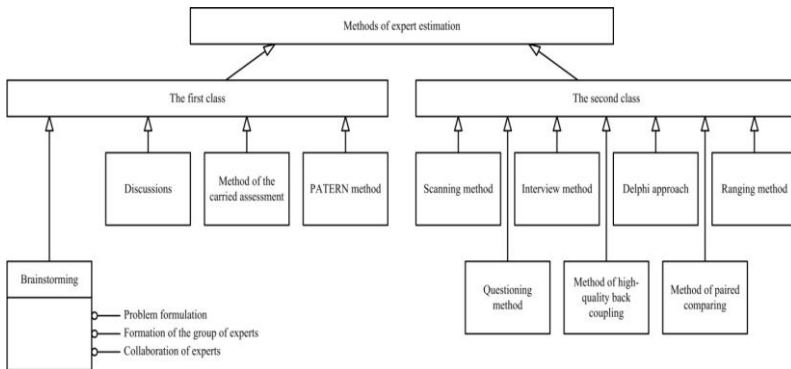 Methods of expert estimation
The first class
The second class
Discussions
Method of the
carried assessment
PATERN method
Scanning method
Interview method
Delphi approach
Ranging method
Brainstorming
Problem formulation
Formation of the group of experts
Collaboration of experts
Questioning
method
Method of high-
quality back
coupling
Method of paired
comparing